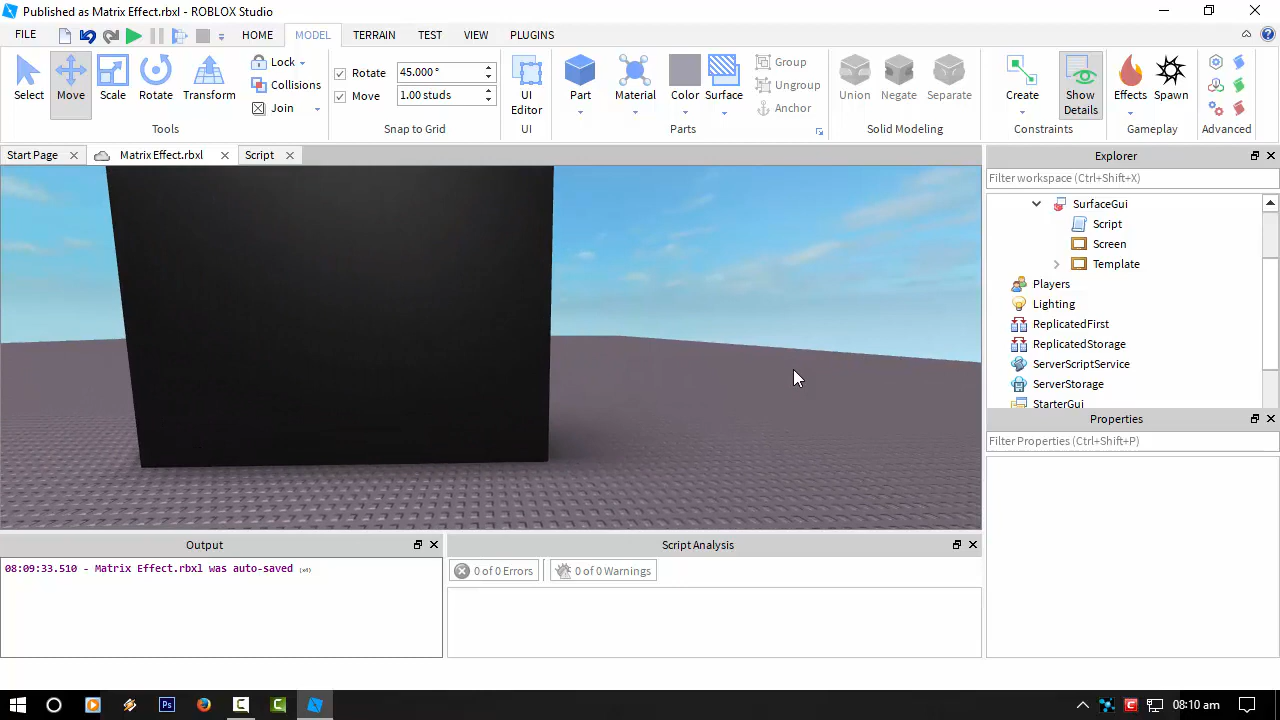 Published as Matrix Effect.rbxl - ROBLOX Studio
FILE HOME MODEL TERRAIN TEST VIEW PLUGINS
Select Move Scale Rotate Transform
Lock
Collisions
Join
Tools
Rotate 45.000 °
Move 1.00 studs
Snap to Grid
UI
Editor
UI
Part Material Color Surface
Group
Ungroup
Anchor
Parts
Union Negate Separate
Solid Modeling
Create Show
Details
Constraints
Effects Spawn
Gameplay
Advanced
Start Page Matrix Effect.rbxl Script
Explorer
Filter workspace (Ctrl+Shift+X)
SurfaceGui
Script
Screen
Template
Players
Lighting
ReplicatedFirst
ReplicatedStorage
ServerScriptService
ServerStorage
StarterGui
Properties
Filter Properties (Ctrl+Shift+P)
Output
08:09:33.510 - Matrix Effect.rbxl was auto-saved
Script Analysis
0 of 0 Errors 0 of 0 Warnings
Ps
08:10 am